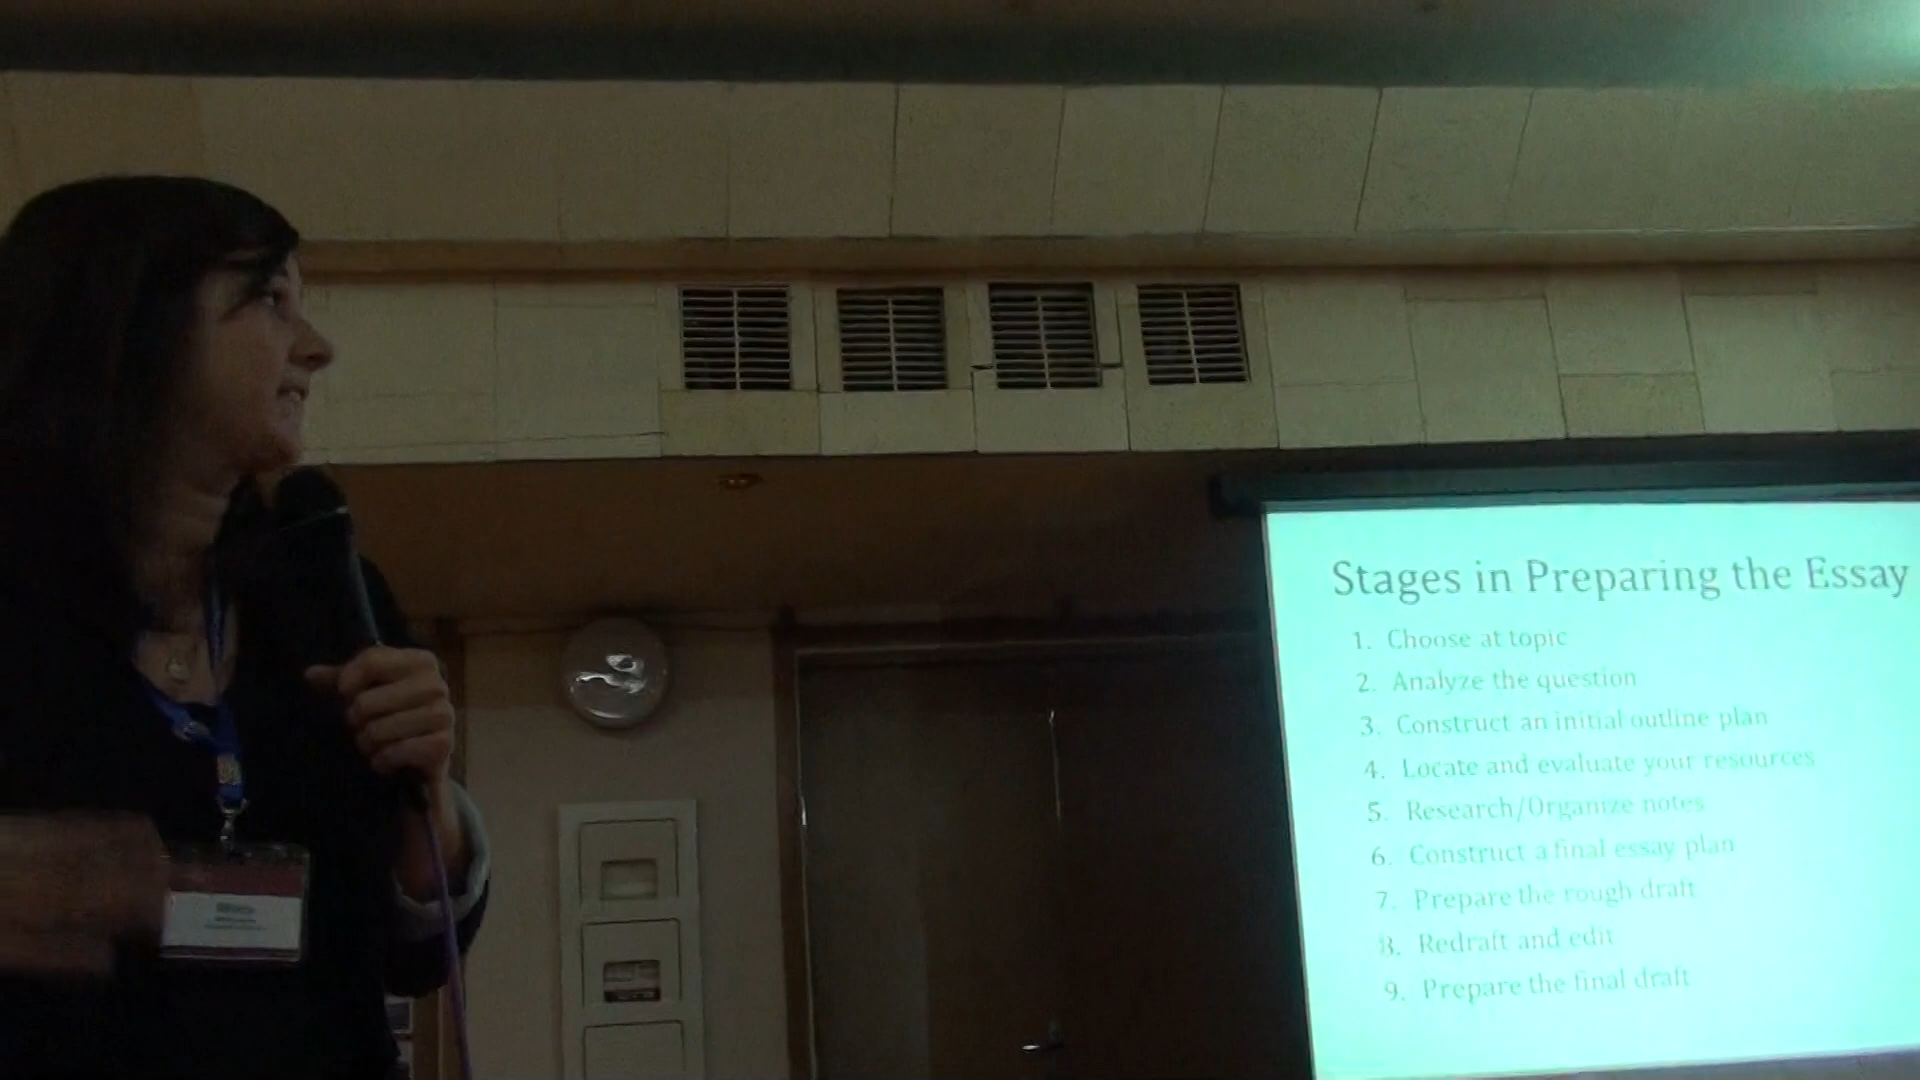 Stages in Preparing the Essay
1. Choose at topic
2. Analyze the question
3. Construct an initial outline plan
4. Locate and evaluate your resources
5. Research/Organize notes
6. Construct a final essay plan
7. Prepare the rough draft
8. Redraft and edit
9. Prepare the final draft